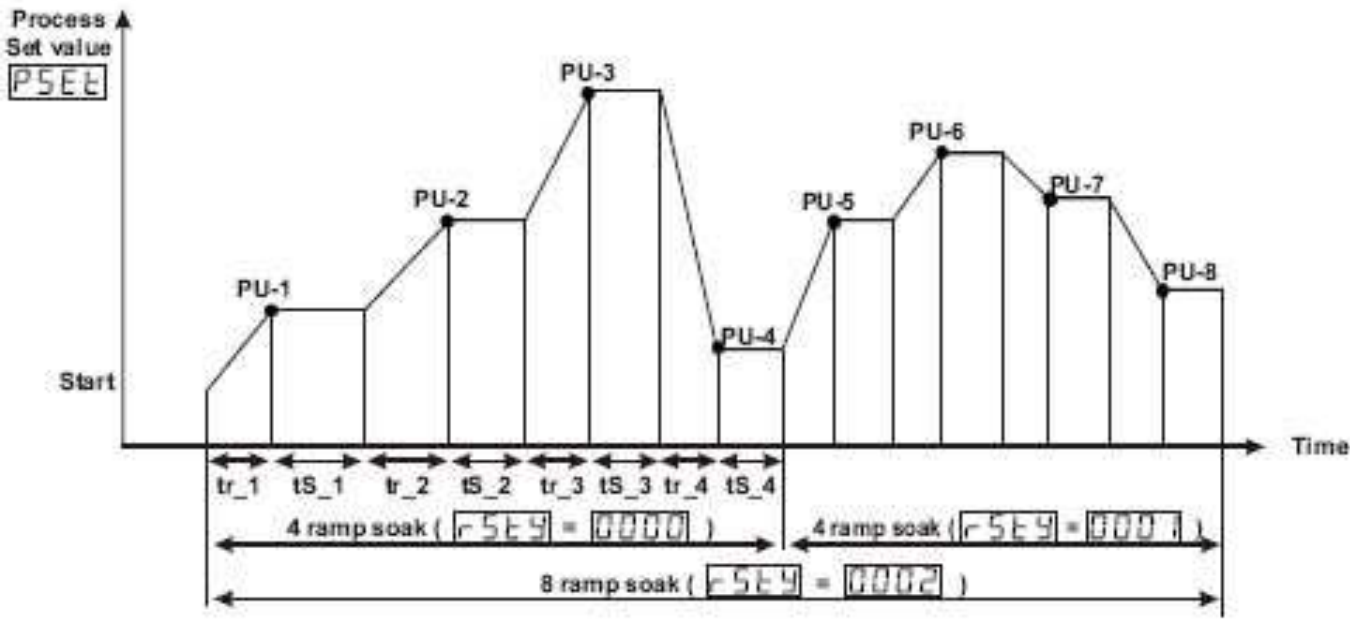 Process
Set value
PSEt
PU-3
PU-6
PU-2
PU-7
PU-5
PU-1
PU-8
PU-4
Start
Time
tr_1 tS_1 tr_2 tS_2 tr_3 tS_3 tr_4 tS_4
4 ramp soak ( rStY = 0000 ) 4 ramp soak ( rStY = 0001 )
8 ramp soak ( rStY = 0002 )